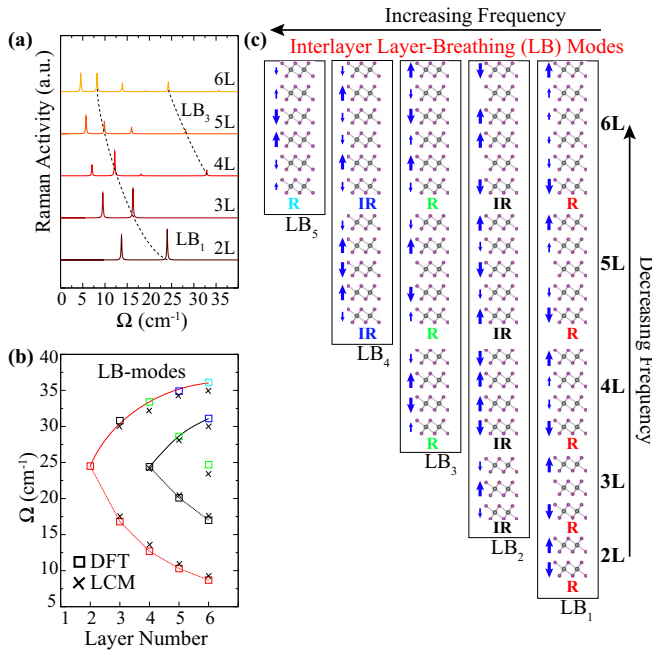 Increasing Frequency
(a)
(c)
Interlayer Layer-Breathing (LB) Modes
Raman Activity (a.u.)
6L
LB3
5L
4L
3L
LB1
2L
0 5 10 15 20 25 30 35
Ω (cm-1)
R
IR
R
IR
R
6L
LB5
IR
R
IR
R
5L
LB4
R
IR
R
4L
LB3
IR
R
3L
LB2
R
2L
LB1
Decreasing Frequency
(b)
LB-modes
40
35
30
25
20
15
10
5
Ω (cm-1)
DFT
LCM
1 2 3 4 5 6
Layer Number